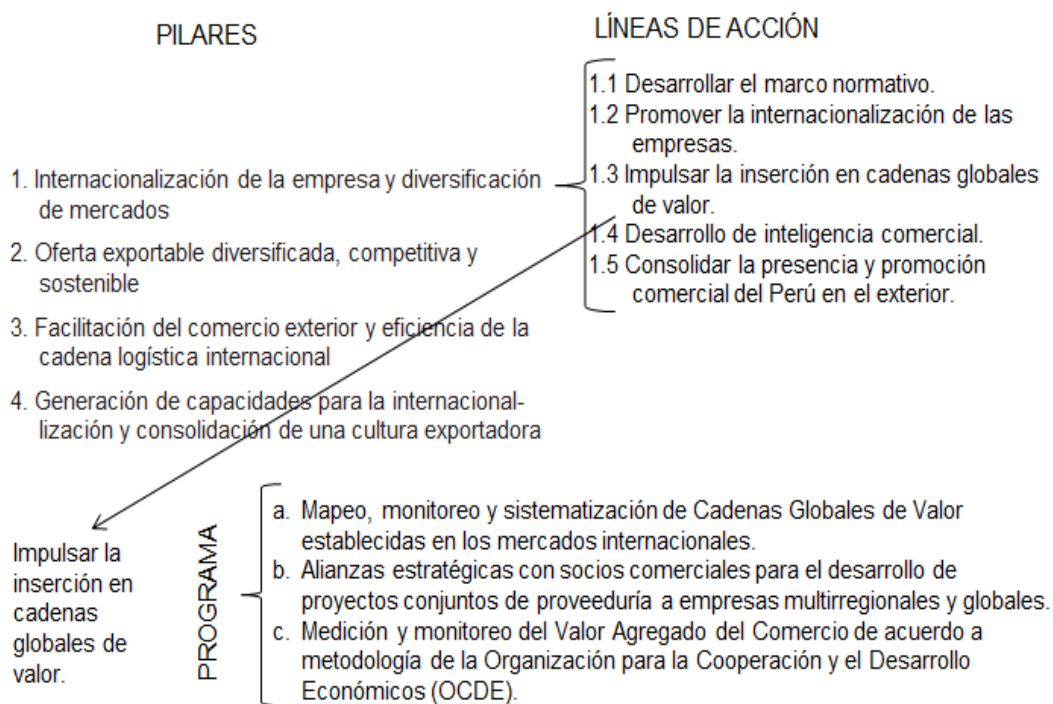 PILARES
LÍNEAS DE ACCIÓN
1. Internacionalización de la empresa y diversificación
de mercados
2. Oferta exportable diversificada, competitiva y
sostenible
3. Facilitación del comercio exterior y eficiencia de la
cadena logística internacional
4. Generación de capacidades para la internacional-
lización y consolidación de una cultura exportadora
1.1 Desarrollar el marco normativo.
1.2 Promover la internacionalización de las
empresas.
1.3 Impulsar la inserción en cadenas globales
de valor.
1.4 Desarrollo de inteligencia comercial.
1.5 Consolidar la presencia y promoción
comercial del Perú en el exterior.
Impulsar la
inserción en
cadenas
globales de
valor.
PROGRAMA
a. Mapeo, monitoreo y sistematización de Cadenas Globales de Valor
establecidas en los mercados internacionales.
b. Alianzas estratégicas con socios comerciales para el desarrollo de
proyectos conjuntos de proveeduría a empresas multirregionales y globales.
c. Medición y monitoreo del Valor Agregado del Comercio de acuerdo a
metodología de la Organización para la Cooperación y el Desarrollo
Económicos (OCDE).